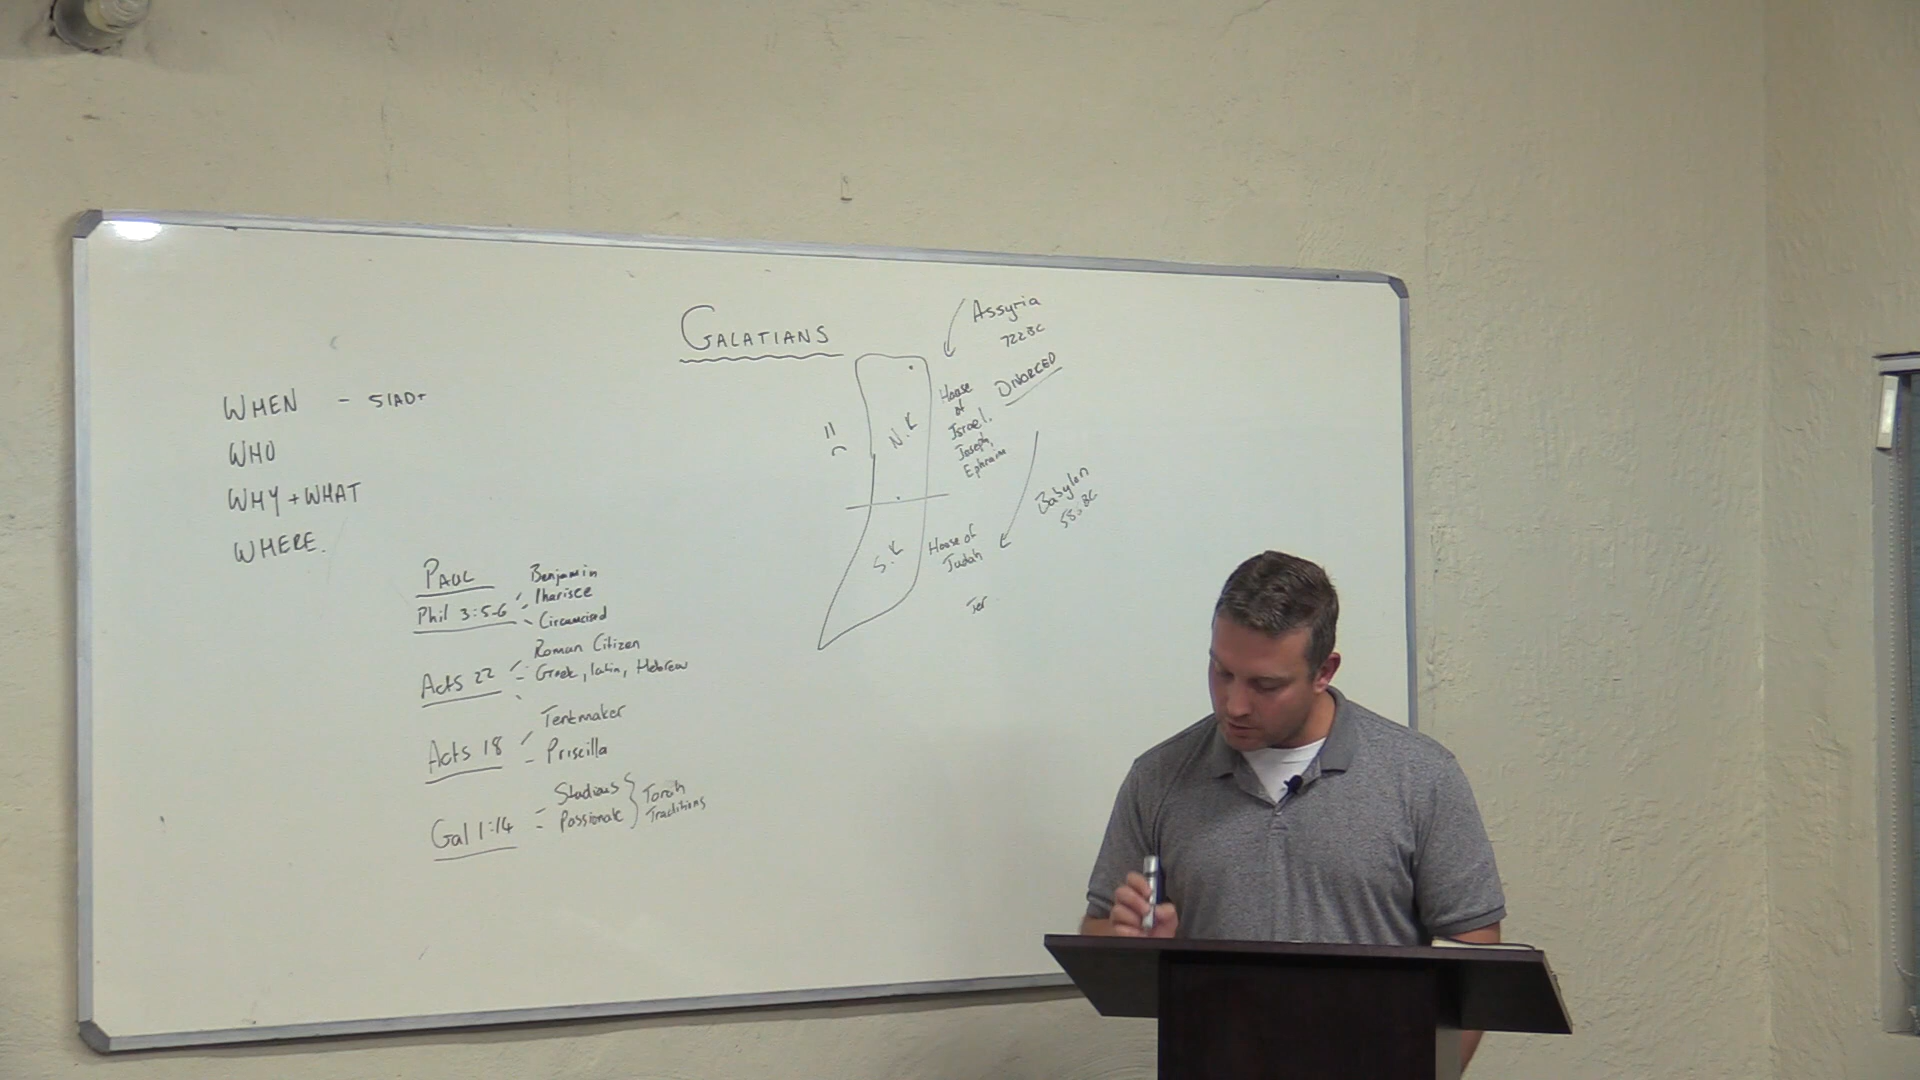 GALATIANS
WHEN - 51AD+
WHO
WHY + WHAT
WHERE.
PAUL
Phil 3:5-6
Benjamin
Pharisee
Circumcised
Acts 22
Roman Citizen
Greek, latin, Hebrew
Acts 18
Tentmaker
Priscilla
Gal 1:14
Studious
Passionate
Torah
Traditions
Assyria
722BC
DIVORCED
House
of
Israel.
Joseph,
Ephraim
N.K
S.K
Babylon
House of
Judah
Jer